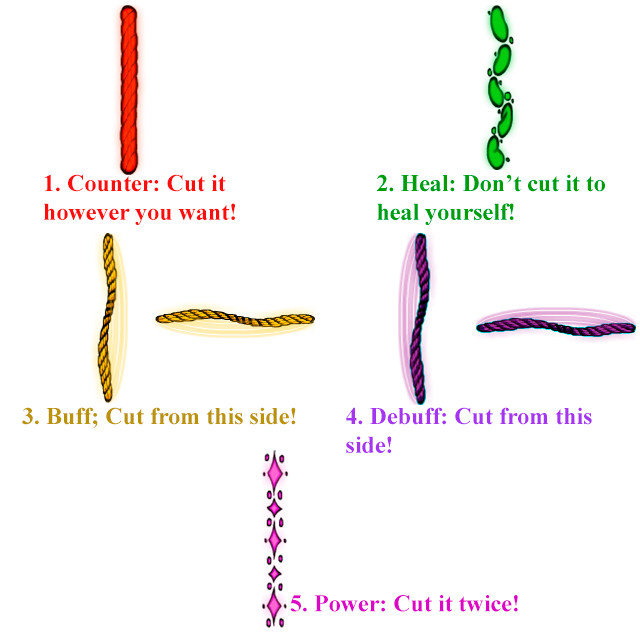 1. Counter: Cut it
however you want!
2. Heal: Don’t cut it to
heal yourself!
3. Buff; Cut from this side!
4. Debuff: Cut from this
side!
5. Power: Cut it twice!